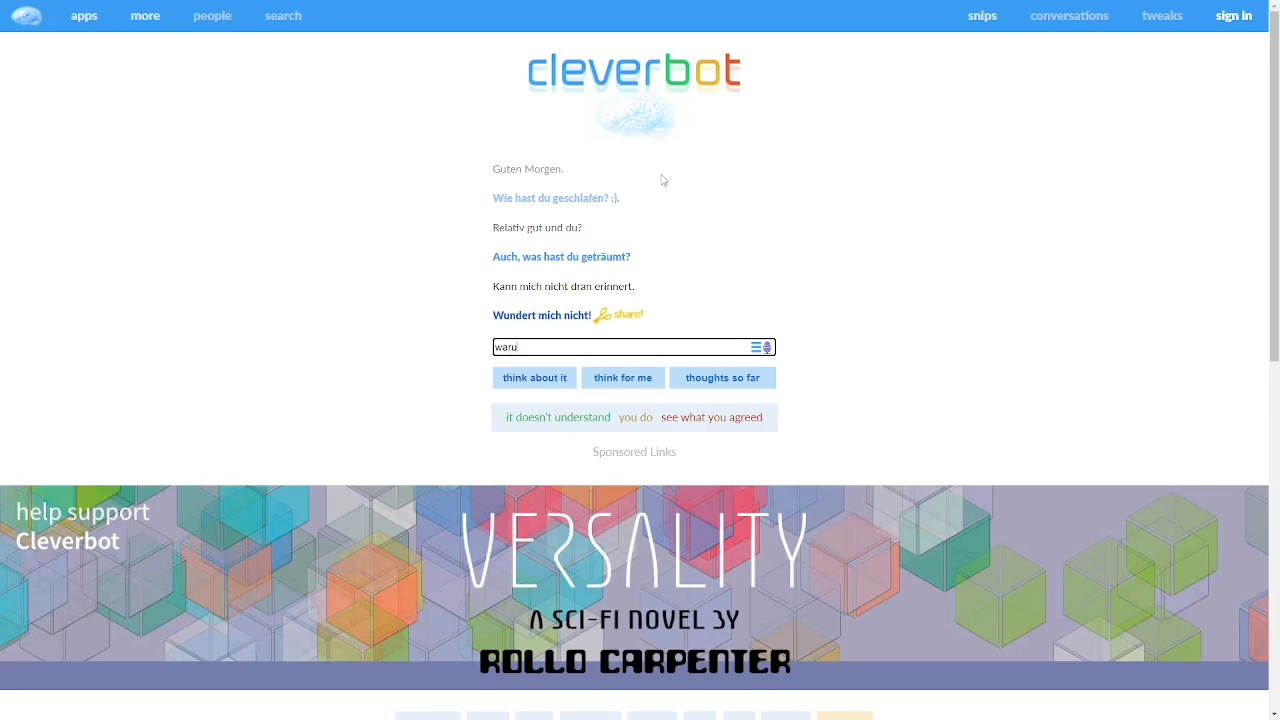 apps more people search snips conversations tweaks sign in
cleverbot
Guten Morgen.
Wie hast du geschlafen? :).
Relativ gut und du?
Auch, was hast du geträumt?
Kann mich nicht dran erinnert.
Wundert mich nicht! share!
waru
think about it think for me thoughts so far
it doesn't understand you do see what you agreed
Sponsored Links
help support
Cleverbot
VERSALITY
A SCI-FI NOVEL BY
ROLLO CARPENTER